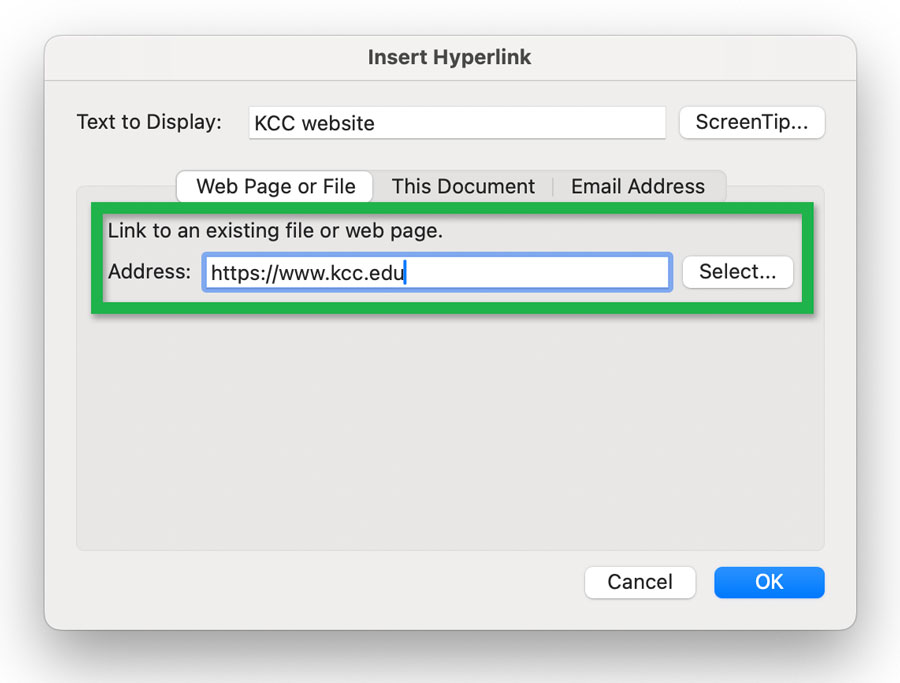 Insert Hyperlink
Text to Display: KCC website ScreenTip...
Web Page or File This Document Email Address
Link to an existing file or web page.
Address: https://www.kcc.edu Select...
Cancel OK